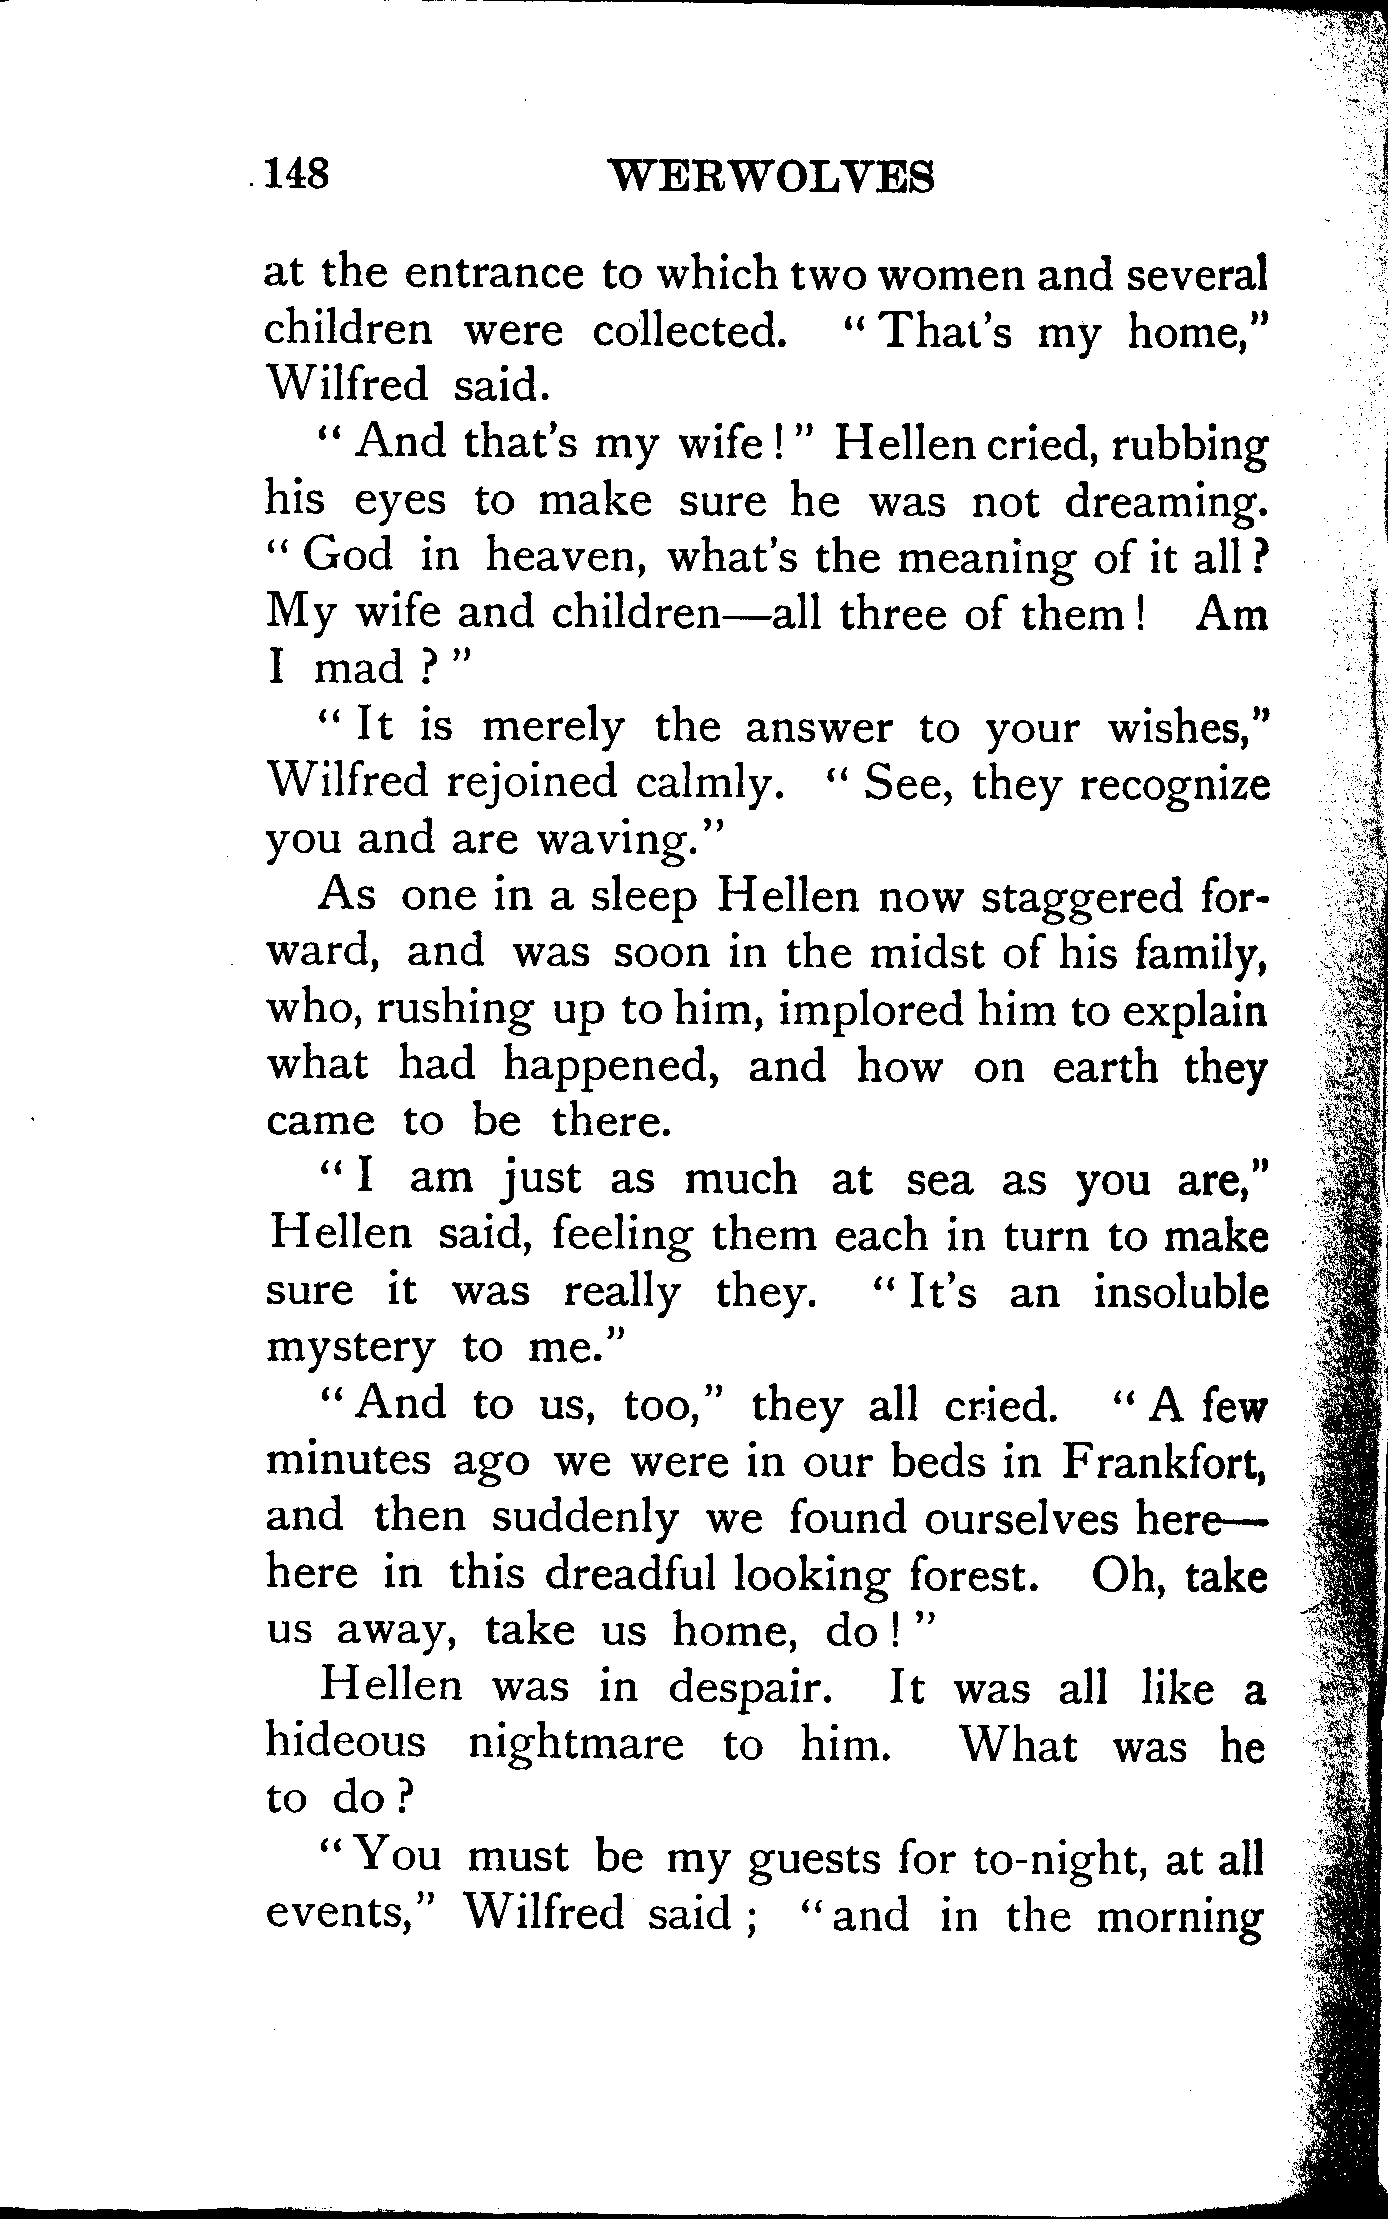 148 WERWOLVES
at the entrance to which two women and several
children were collected. “ That's my home,”
Wilfred said.
“ And that's my wife ! ” Hellen cried, rubbing
his eyes to make sure he was not dreaming.
“ God in heaven, what's the meaning of it all ?
My wife and children—all three of them ! Am
I mad ? ”
“ It is merely the answer to your wishes,”
Wilfred rejoined calmly. “ See, they recognize
you and are waving.”
As one in a sleep Hellen now staggered for-
ward, and was soon in the midst of his family,
who, rushing up to him, implored him to explain
what had happened, and how on earth they
came to be there.
“ I am just as much at sea as you are,”
Hellen said, feeling them each in turn to make
sure it was really they. “ It's an insoluble
mystery to me.”
“ And to us, too,” they all cried. “ A few
minutes ago we were in our beds in Frankfort,
and then suddenly we found ourselves here—
here in this dreadful looking forest. Oh, take
us away, take us home, do ! ”
Hellen was in despair. It was all like a
hideous nightmare to him. What was he
to do ?
“ You must be my guests for to-night, at all
events,” Wilfred said ; “ and in the morning